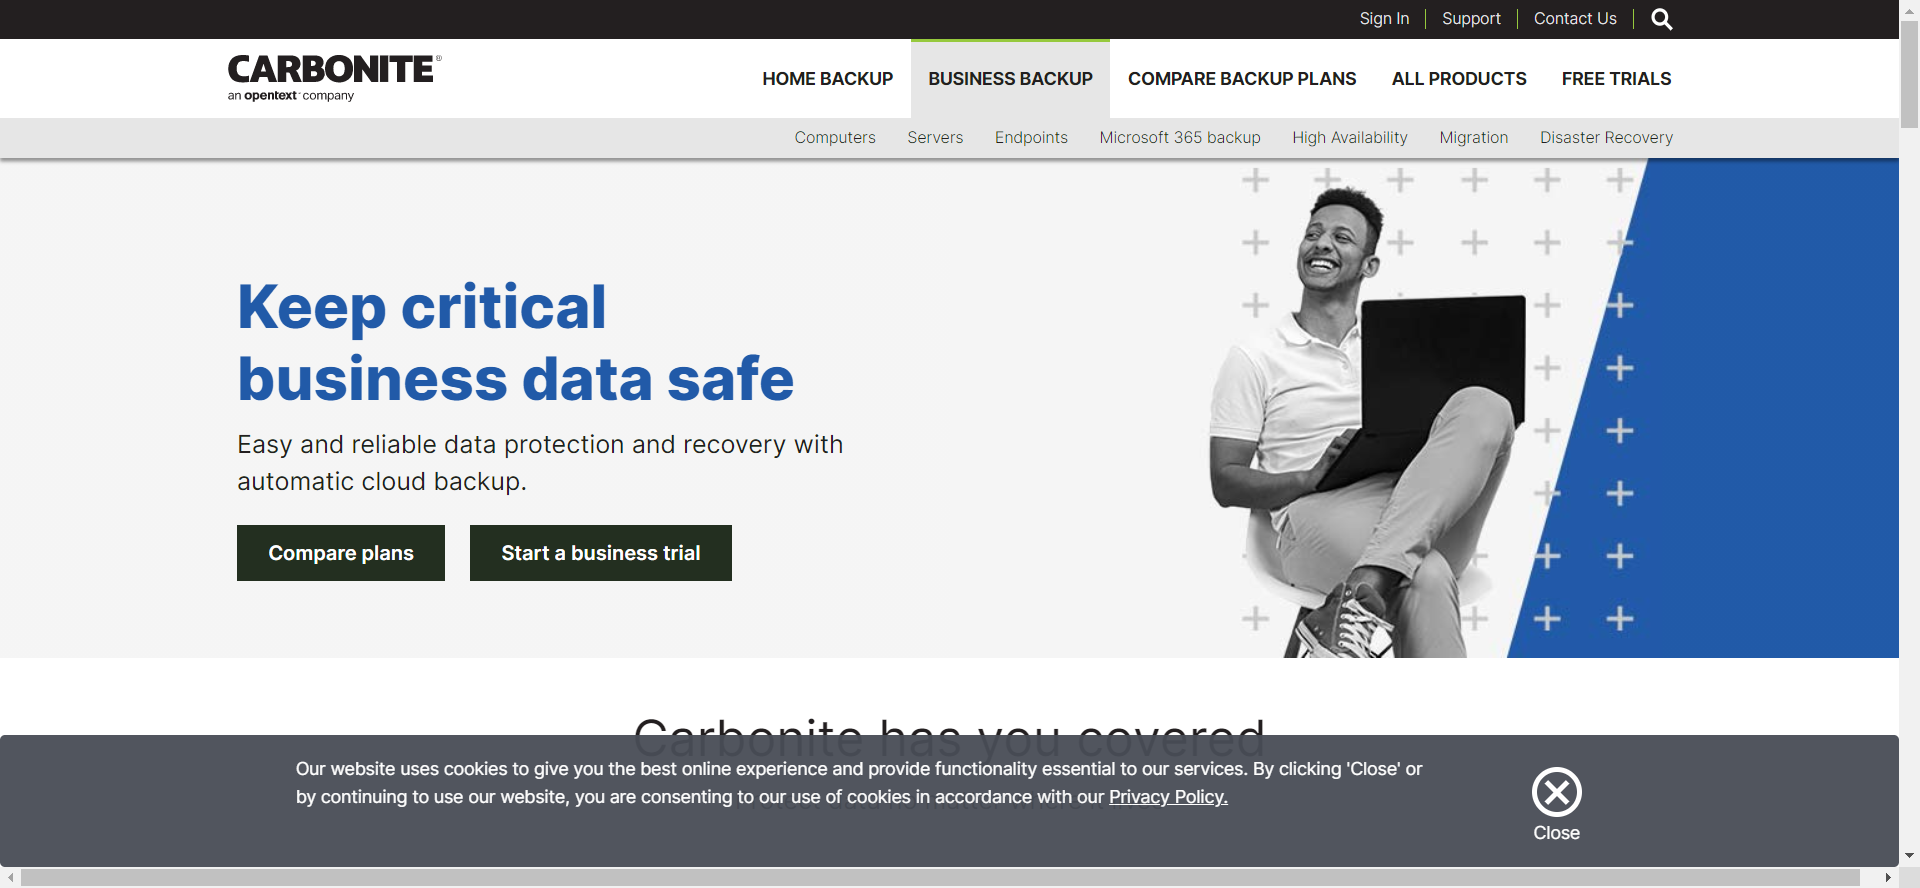 Sign In
Support
Contact Us
CARBONITE®
an opentext™ company
HOME BACKUP
BUSINESS BACKUP
COMPARE BACKUP PLANS
ALL PRODUCTS
FREE TRIALS
Computers
Servers
Endpoints
Microsoft 365 backup
High Availability
Migration
Disaster Recovery
Keep critical
business data safe
Easy and reliable data protection and recovery with
automatic cloud backup.
Compare plans
Start a business trial
Carbonite has you covered
Our website uses cookies to give you the best online experience and provide functionality essential to our services. By clicking 'Close' or
by continuing to use our website, you are consenting to our use of cookies in accordance with our Privacy Policy.
Close